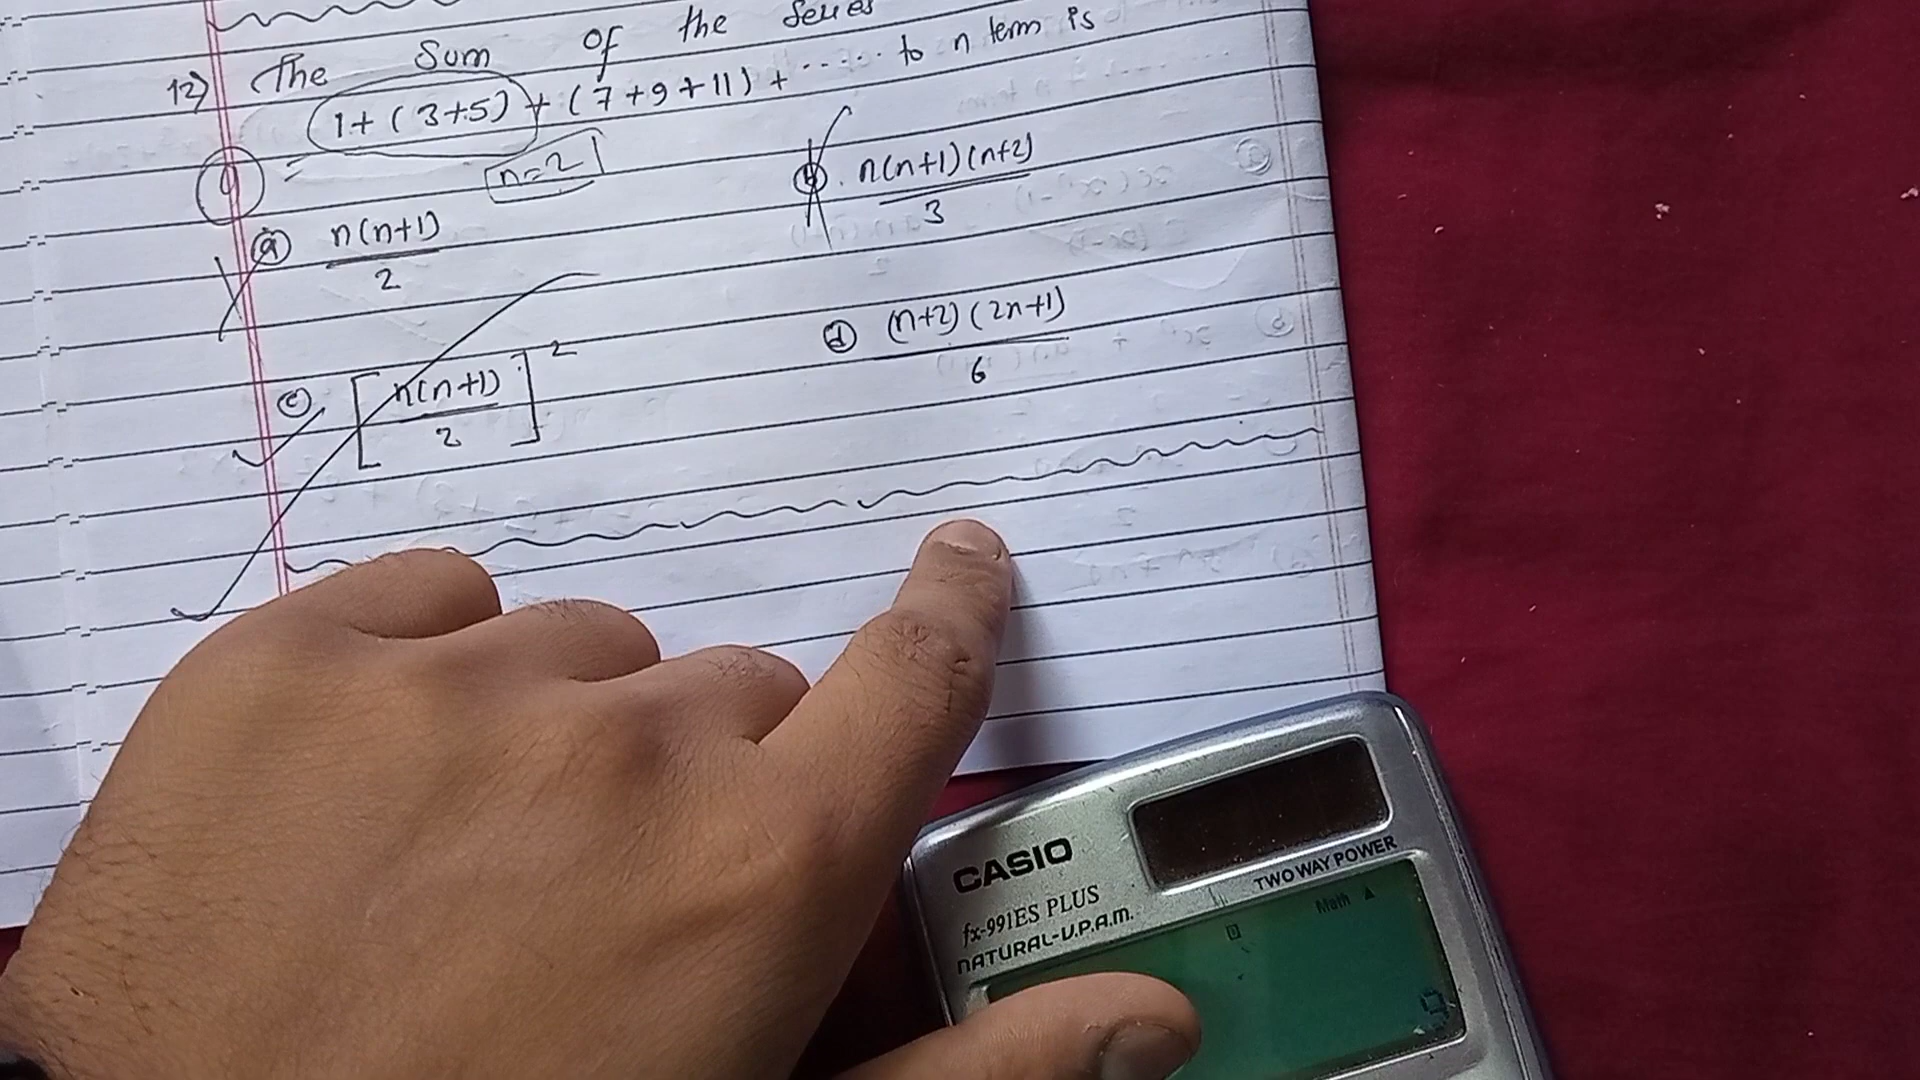 The Sum of the Series
12) 1 + (3+5) + (7+9+11) + ..... to n term is
9 = n=2
a n(n+1)/2
b. n(n+1)(n+2)/3
c [n(n+1)/2]²
d (n+2)(2n+1)/6
CASIO
fx-991ES PLUS
NATURAL-V.P.A.M.
TWO WAY POWER
Math ▲